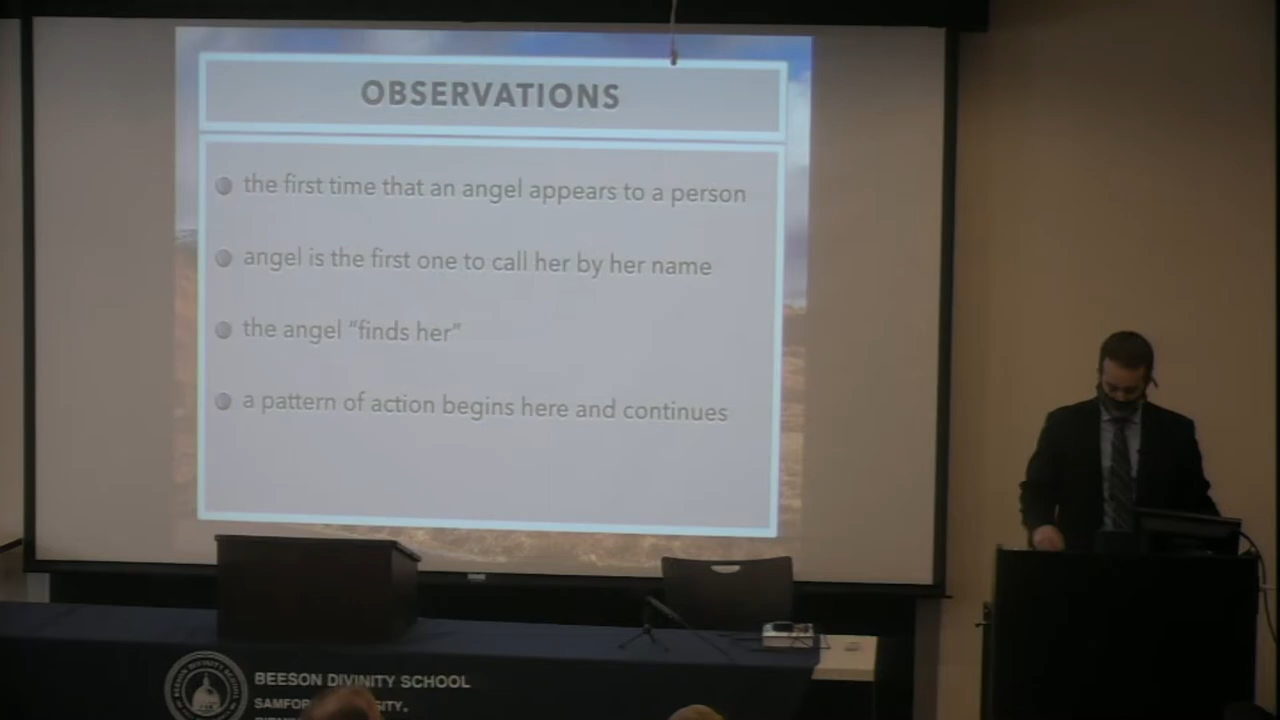 OBSERVATIONS
the first time that an angel appears to a person
angel is the first one to call her by her name
the angel “finds her”
a pattern of action begins here and continues
BEESON DIVINITY SCHOOL